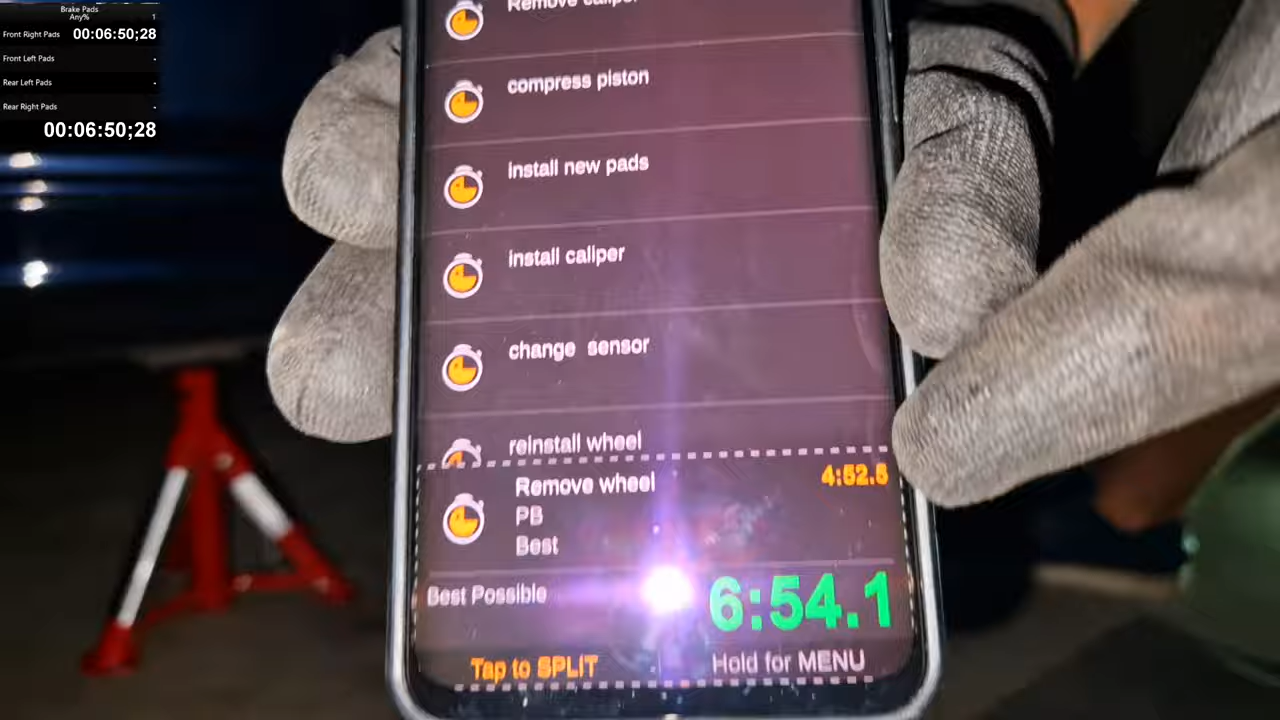 Brake Pads
Any% 1
Front Right Pads 00:06:50;28
Front Left Pads -
Rear Left Pads -
Rear Right Pads -
00:06:50;28
Remove caliper
compress piston
install new pads
install caliper
change sensor
reinstall wheel
Remove wheel 4:52.5
PB
Best
Best Possible 6:54.1
Tap to SPLIT Hold for MENU